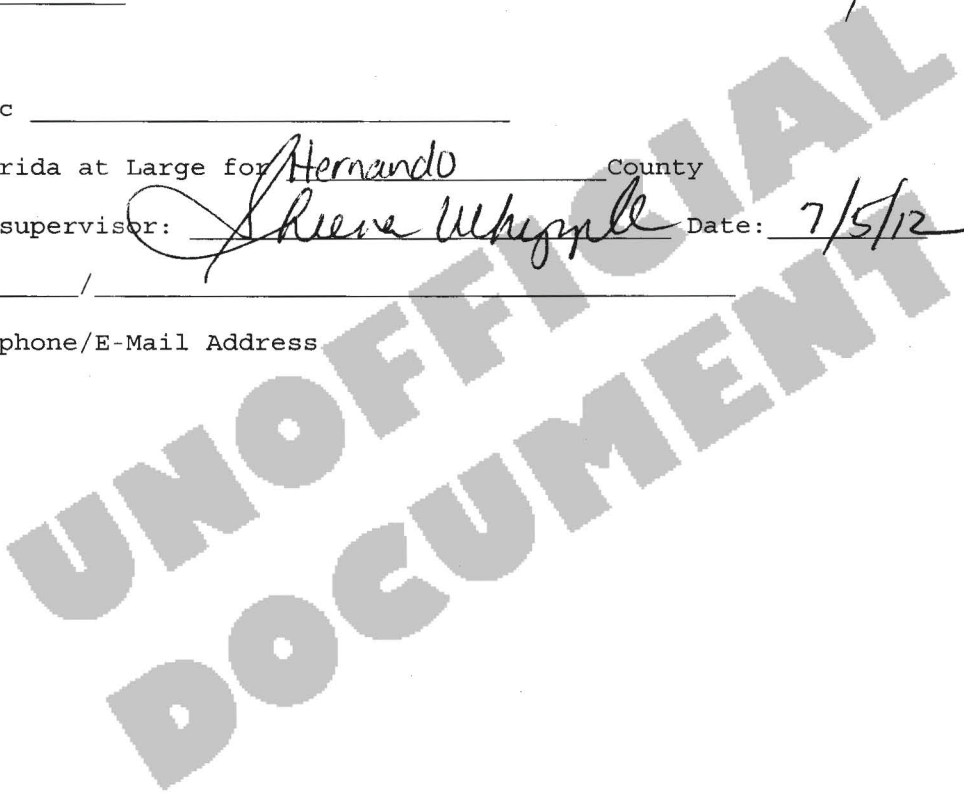 c
rida at Large for Hernando County
supervisor: Sheena Whipple Date: 7/5/12
/
phone/E-Mail Address
UNOFFICIAL
DOCUMENT